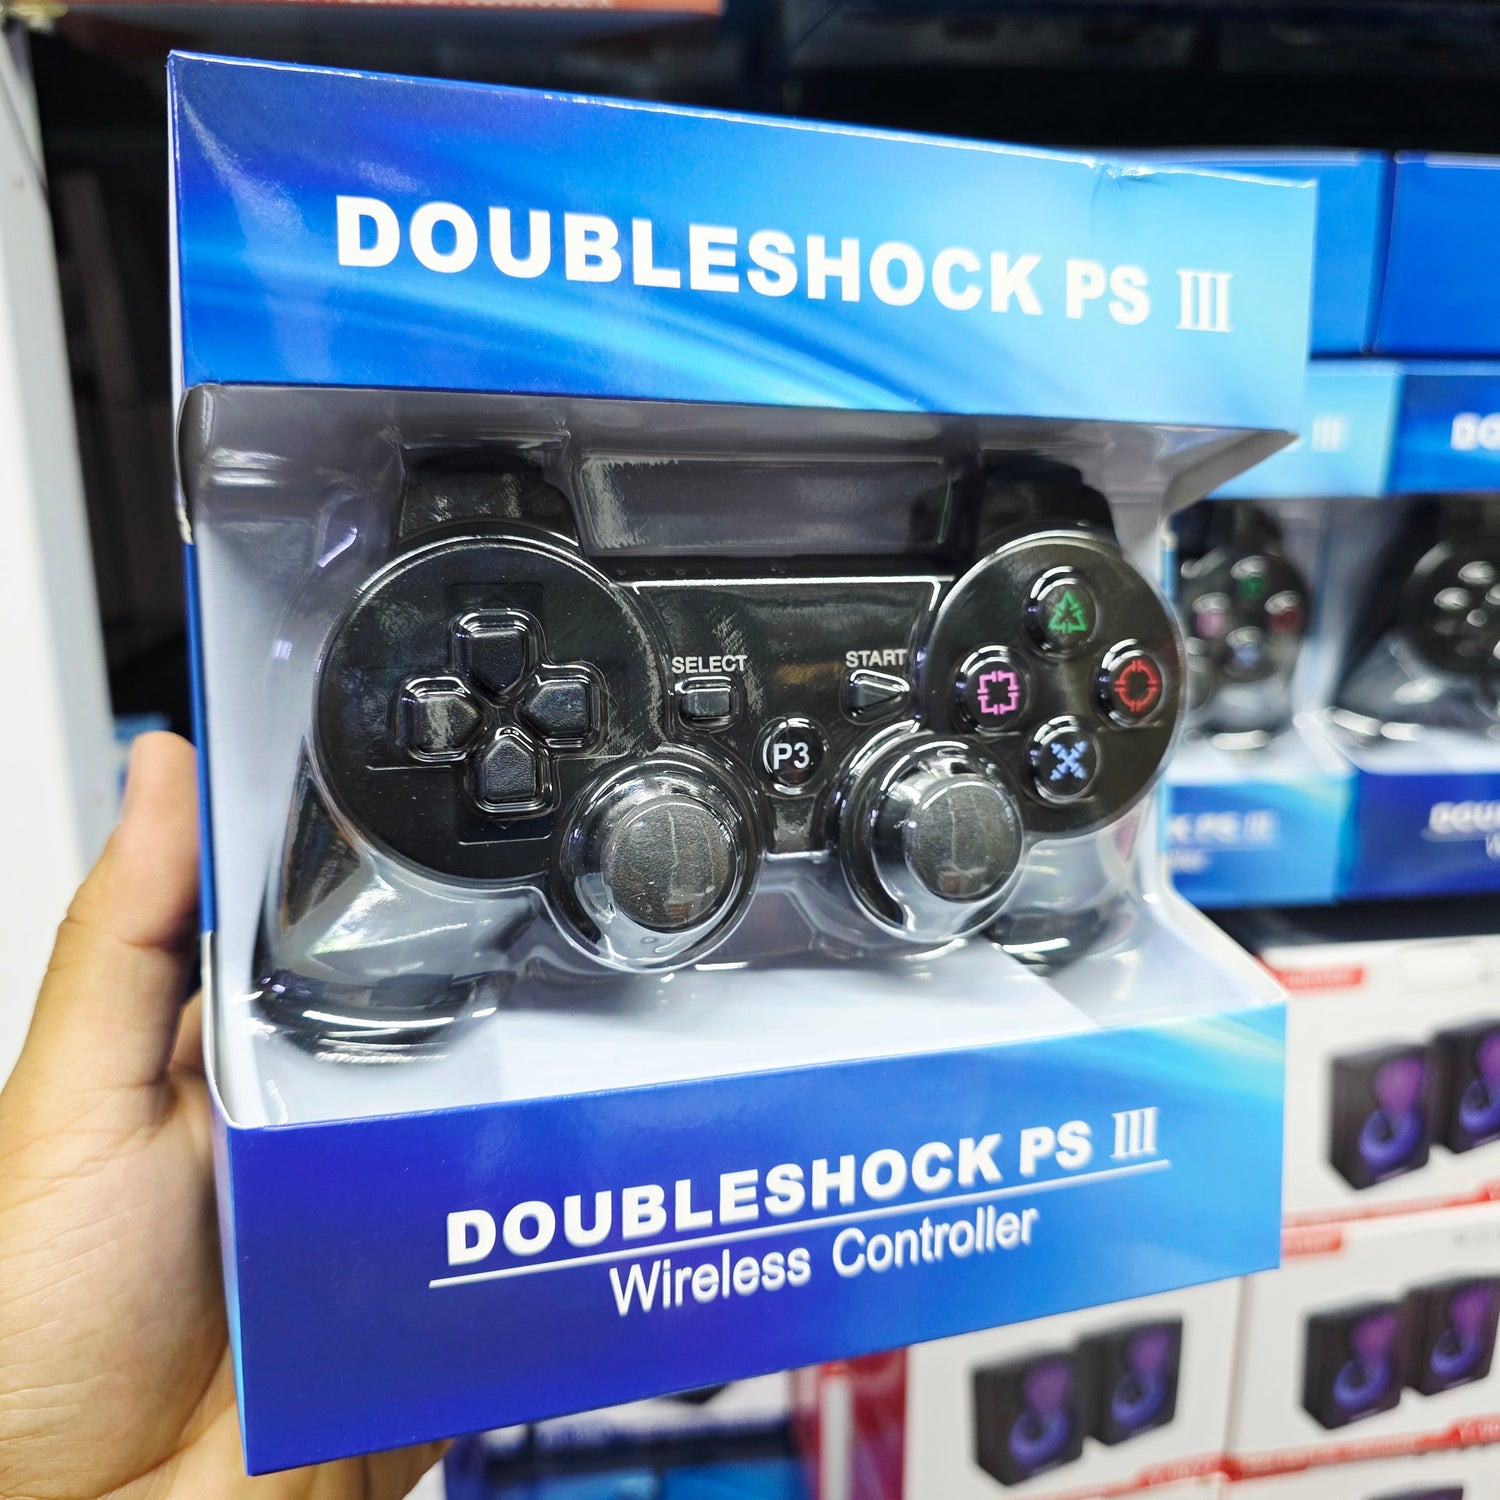 DOUBLESHOCK PS III
SELECT
START
P3
DOUBLESHOCK PS III
Wireless Controller